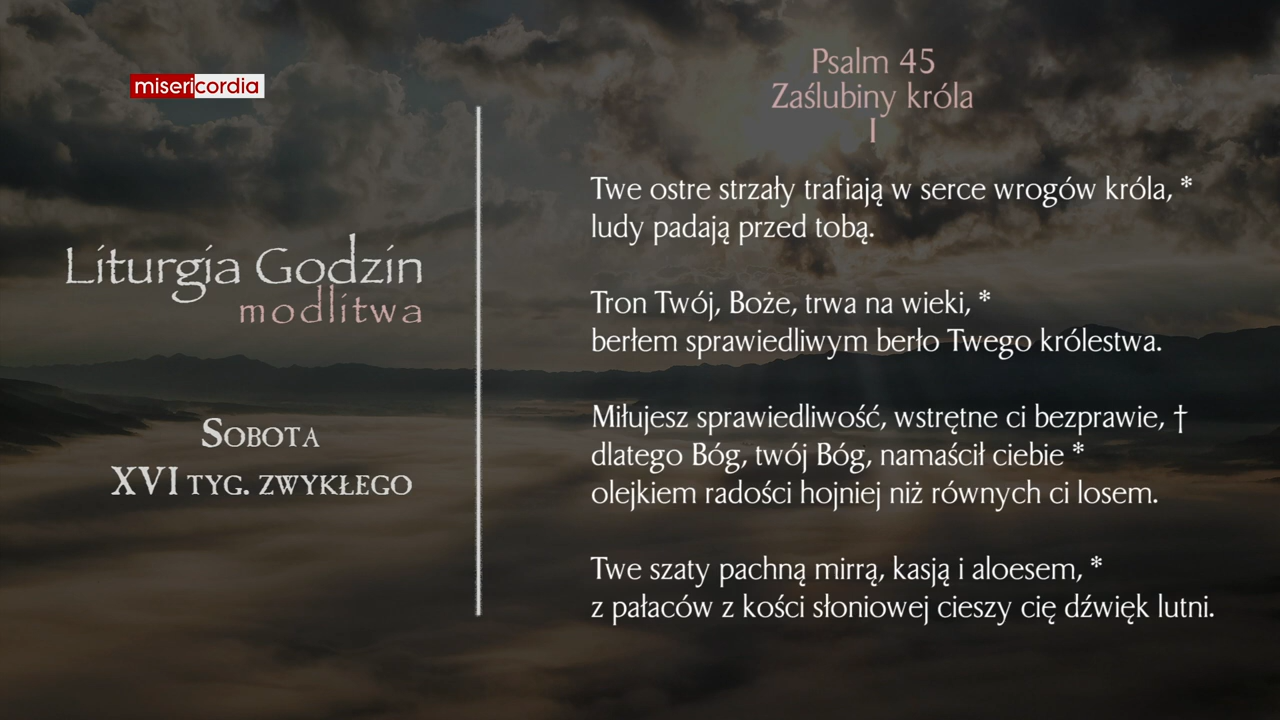 misericordia
Liturgia Godzin
modlitwa
Sobota
XVI tyg. zwykłego
Psalm 45
Zaślubiny króla
I
Twe ostre strzały trafiają w serce wrogów króla, *
ludy padają przed tobą.
Tron Twój, Boże, trwa na wieki, *
berłem sprawiedliwym berło Twego królestwa.
Miłujesz sprawiedliwość, wstrętne ci bezprawie, †
dlatego Bóg, twój Bóg, namaścił ciebie *
olejkiem radości hojniej niż równych ci losem.
Twe szaty pachną mirrą, kasją i aloesem, *
z pałaców z kości słoniowej cieszy cię dźwięk lutni.